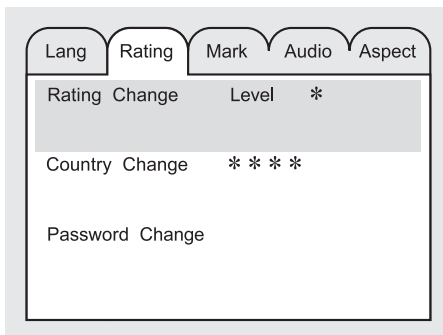 Lang Rating Mark Audio Aspect
Rating Change Level *
Country Change * * * *
Password Change